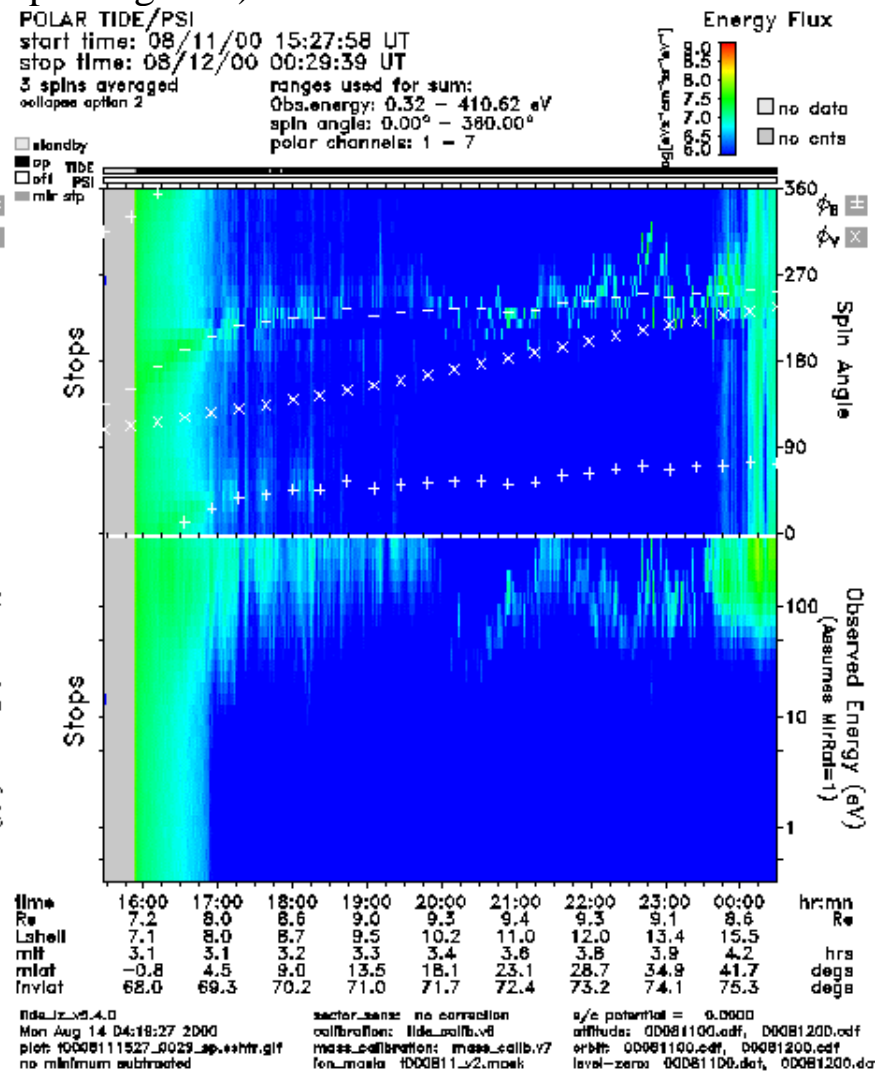 POLAR TIDE/PSI
start time: 08/11/00 15:27:58 UT
stop time: 08/12/00 00:29:39 UT
3 spins averaged
collapse option 2
ranges used for sum:
Obs.energy: 0.32 – 410.62 eV
spin angle: 0.00° – 360.00°
polar channels: 1 – 7
Energy Flux
9.0
8.5
8.0
7.5
7.0
6.5
6.0
no data
no cnts
standby
op
off
mlr stp
TIDE
PSI
360
270
180
90
0
Spin Angle
Stops
ϕB ±
ϕV ×
100
10
1
Observed Energy (eV)
(Assumes MirRat=1)
Stops
time 16:00 17:00 18:00 19:00 20:00 21:00 22:00 23:00 00:00 hr:mn
Re 7.2 8.0 8.6 9.0 9.3 9.4 9.3 9.1 8.6 Re
Lshell 7.1 8.0 8.7 9.5 10.2 11.0 12.0 13.4 15.5
mlt 3.1 3.1 3.2 3.3 3.4 3.6 3.8 3.9 4.2 hrs
mlat −0.8 4.5 9.0 13.5 18.1 23.1 28.7 34.9 41.7 degs
invlat 68.0 69.3 70.2 71.0 71.7 72.4 73.2 74.1 75.3 degs
tide_lz_v5.4.0
Mon Aug 14 04:19:27 2000
plot: t0008111527_0029_sp.eshtr.gif
no minimum subtracted
sector_sense: no correction
calibration: tide_calib.v6
mass_calibration: mass_calib.v7
ion_mask: t000811_v2.mask
s/c potential = 0.0000
attitude: 00081100.cdf, 00081200.cdf
orbit: 00081100.cdf, 00081200.cdf
level-zero: 00081100.dat, 00081200.dat